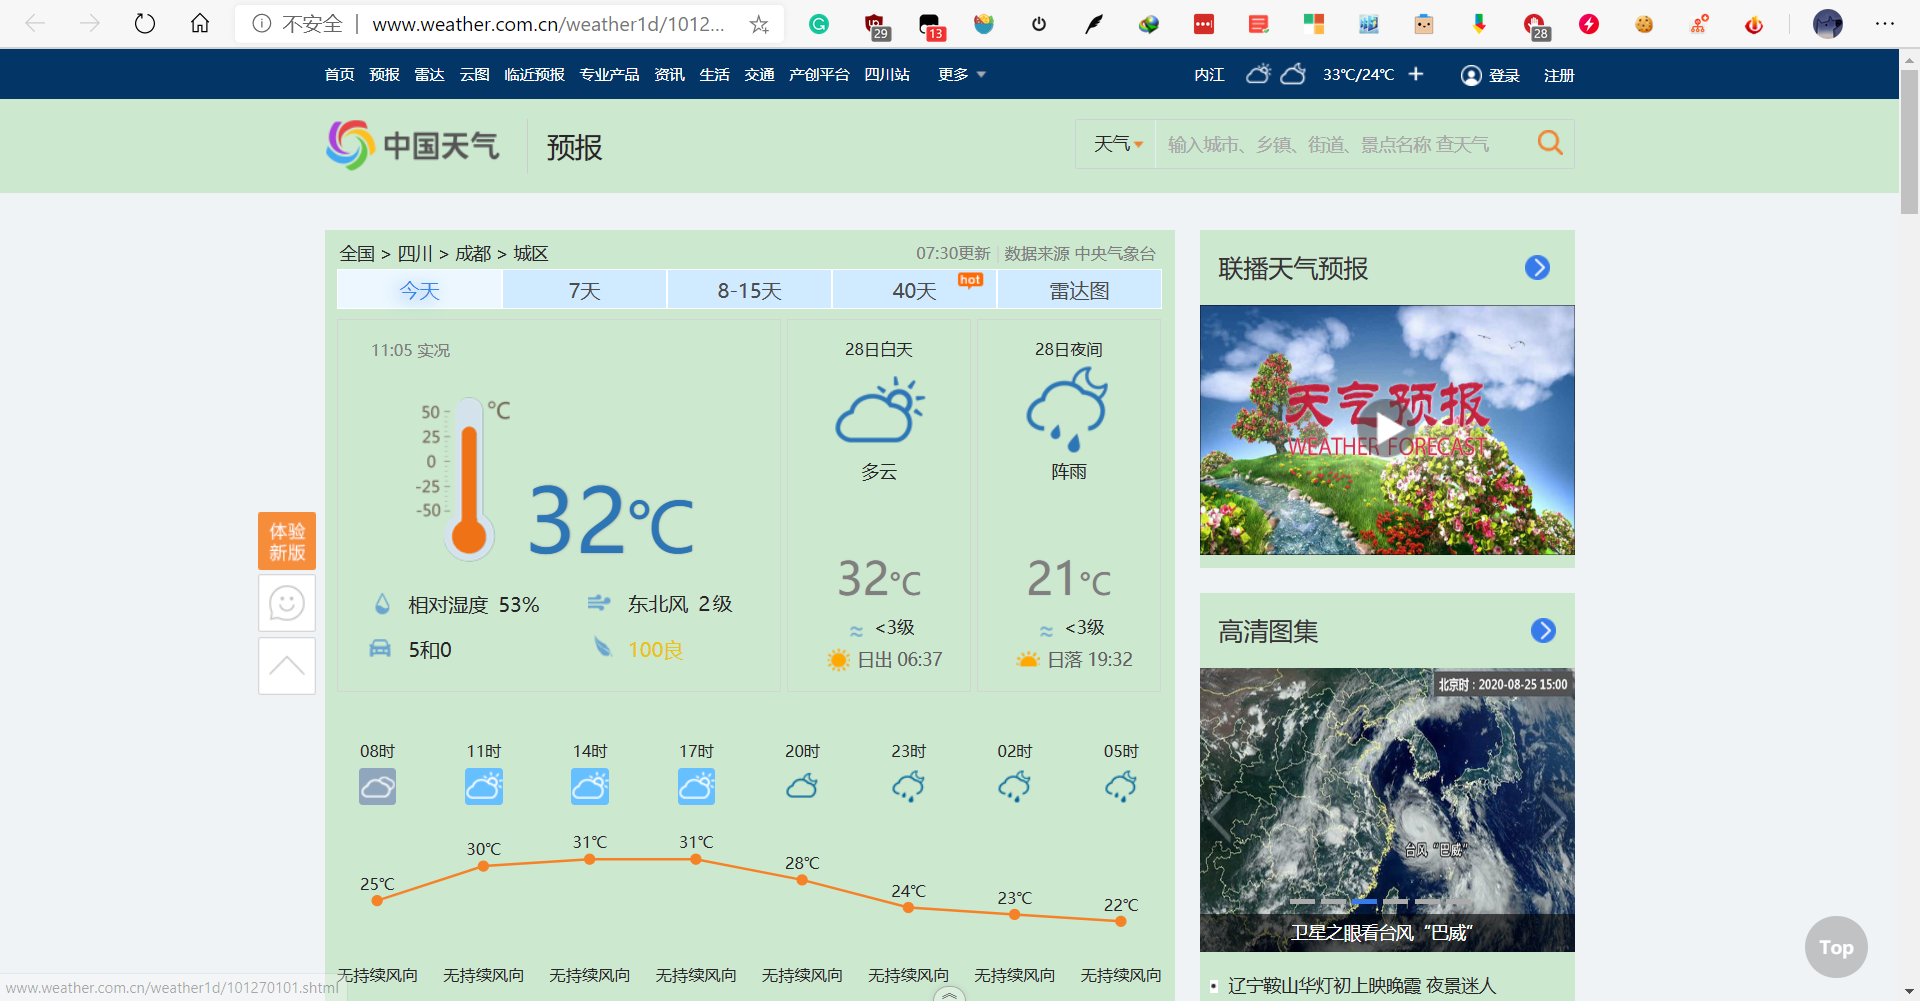 不安全 | www.weather.com.cn/weather1d/1012...
29
13
28
首页 预报 雷达 云图 临近预报 专业产品 资讯 生活 交通 产创平台 四川站 更多
内江 33℃/24℃ + 登录 注册
中国天气 预报
天气 输入城市、乡镇、街道、景点名称 查天气
全国 > 四川 > 成都 > 城区
07:30更新 | 数据来源 中央气象台
今天 7天 8-15天 40天 hot 雷达图
11:05 实况
℃
50
25
0
-25
-50
32℃
相对湿度 53%
东北风 2级
5和0
100良
28日白天
多云
32℃
<3级
日出 06:37
28日夜间
阵雨
21℃
<3级
日落 19:32
08时 11时 14时 17时 20时 23时 02时 05时
25℃ 30℃ 31℃ 31℃ 28℃ 24℃ 23℃ 22℃
无持续风向 无持续风向 无持续风向 无持续风向 无持续风向 无持续风向 无持续风向 无持续风向
体验
新版
联播天气预报
天气预报
WEATHER FORECAST
高清图集
北京时：2020-08-25 15:00
台风“巴威”
卫星之眼看台风“巴威”
辽宁鞍山华灯初上映晚霞 夜景迷人
Top
www.weather.com.cn/weather1d/101270101.shtml